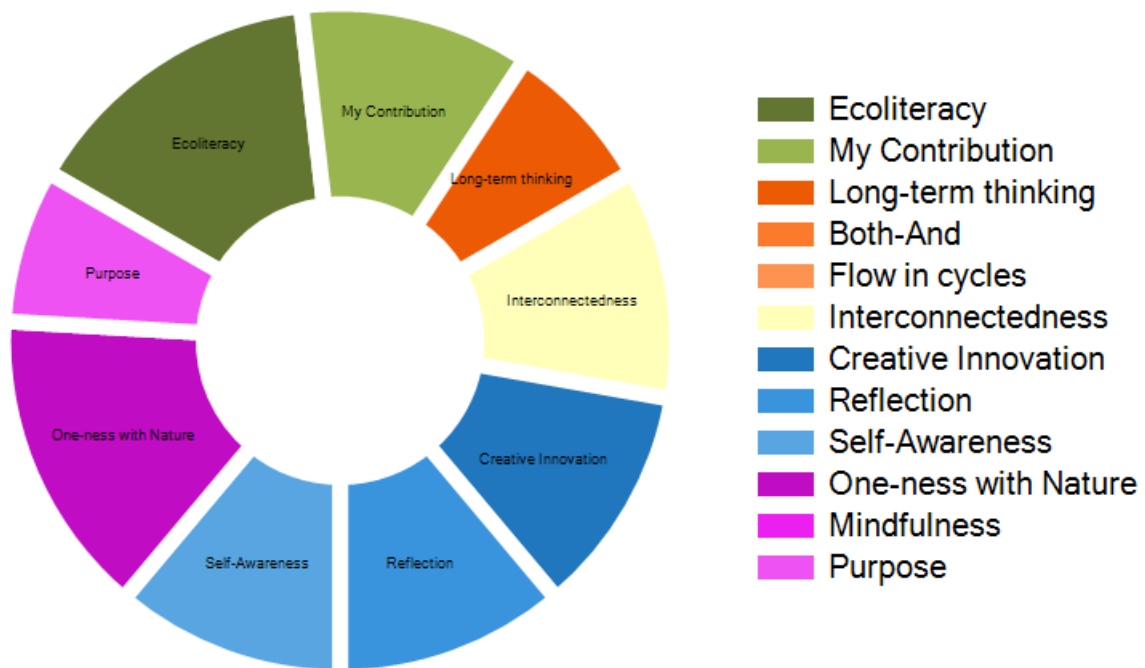 My Contribution
Ecoliteracy
Long-term thinking
Purpose
Interconnectedness
One-ness with Nature
Creative Innovation
Self-Awareness
Reflection
Ecoliteracy
My Contribution
Long-term thinking
Both-And
Flow in cycles
Interconnectedness
Creative Innovation
Reflection
Self-Awareness
One-ness with Nature
Mindfulness
Purpose